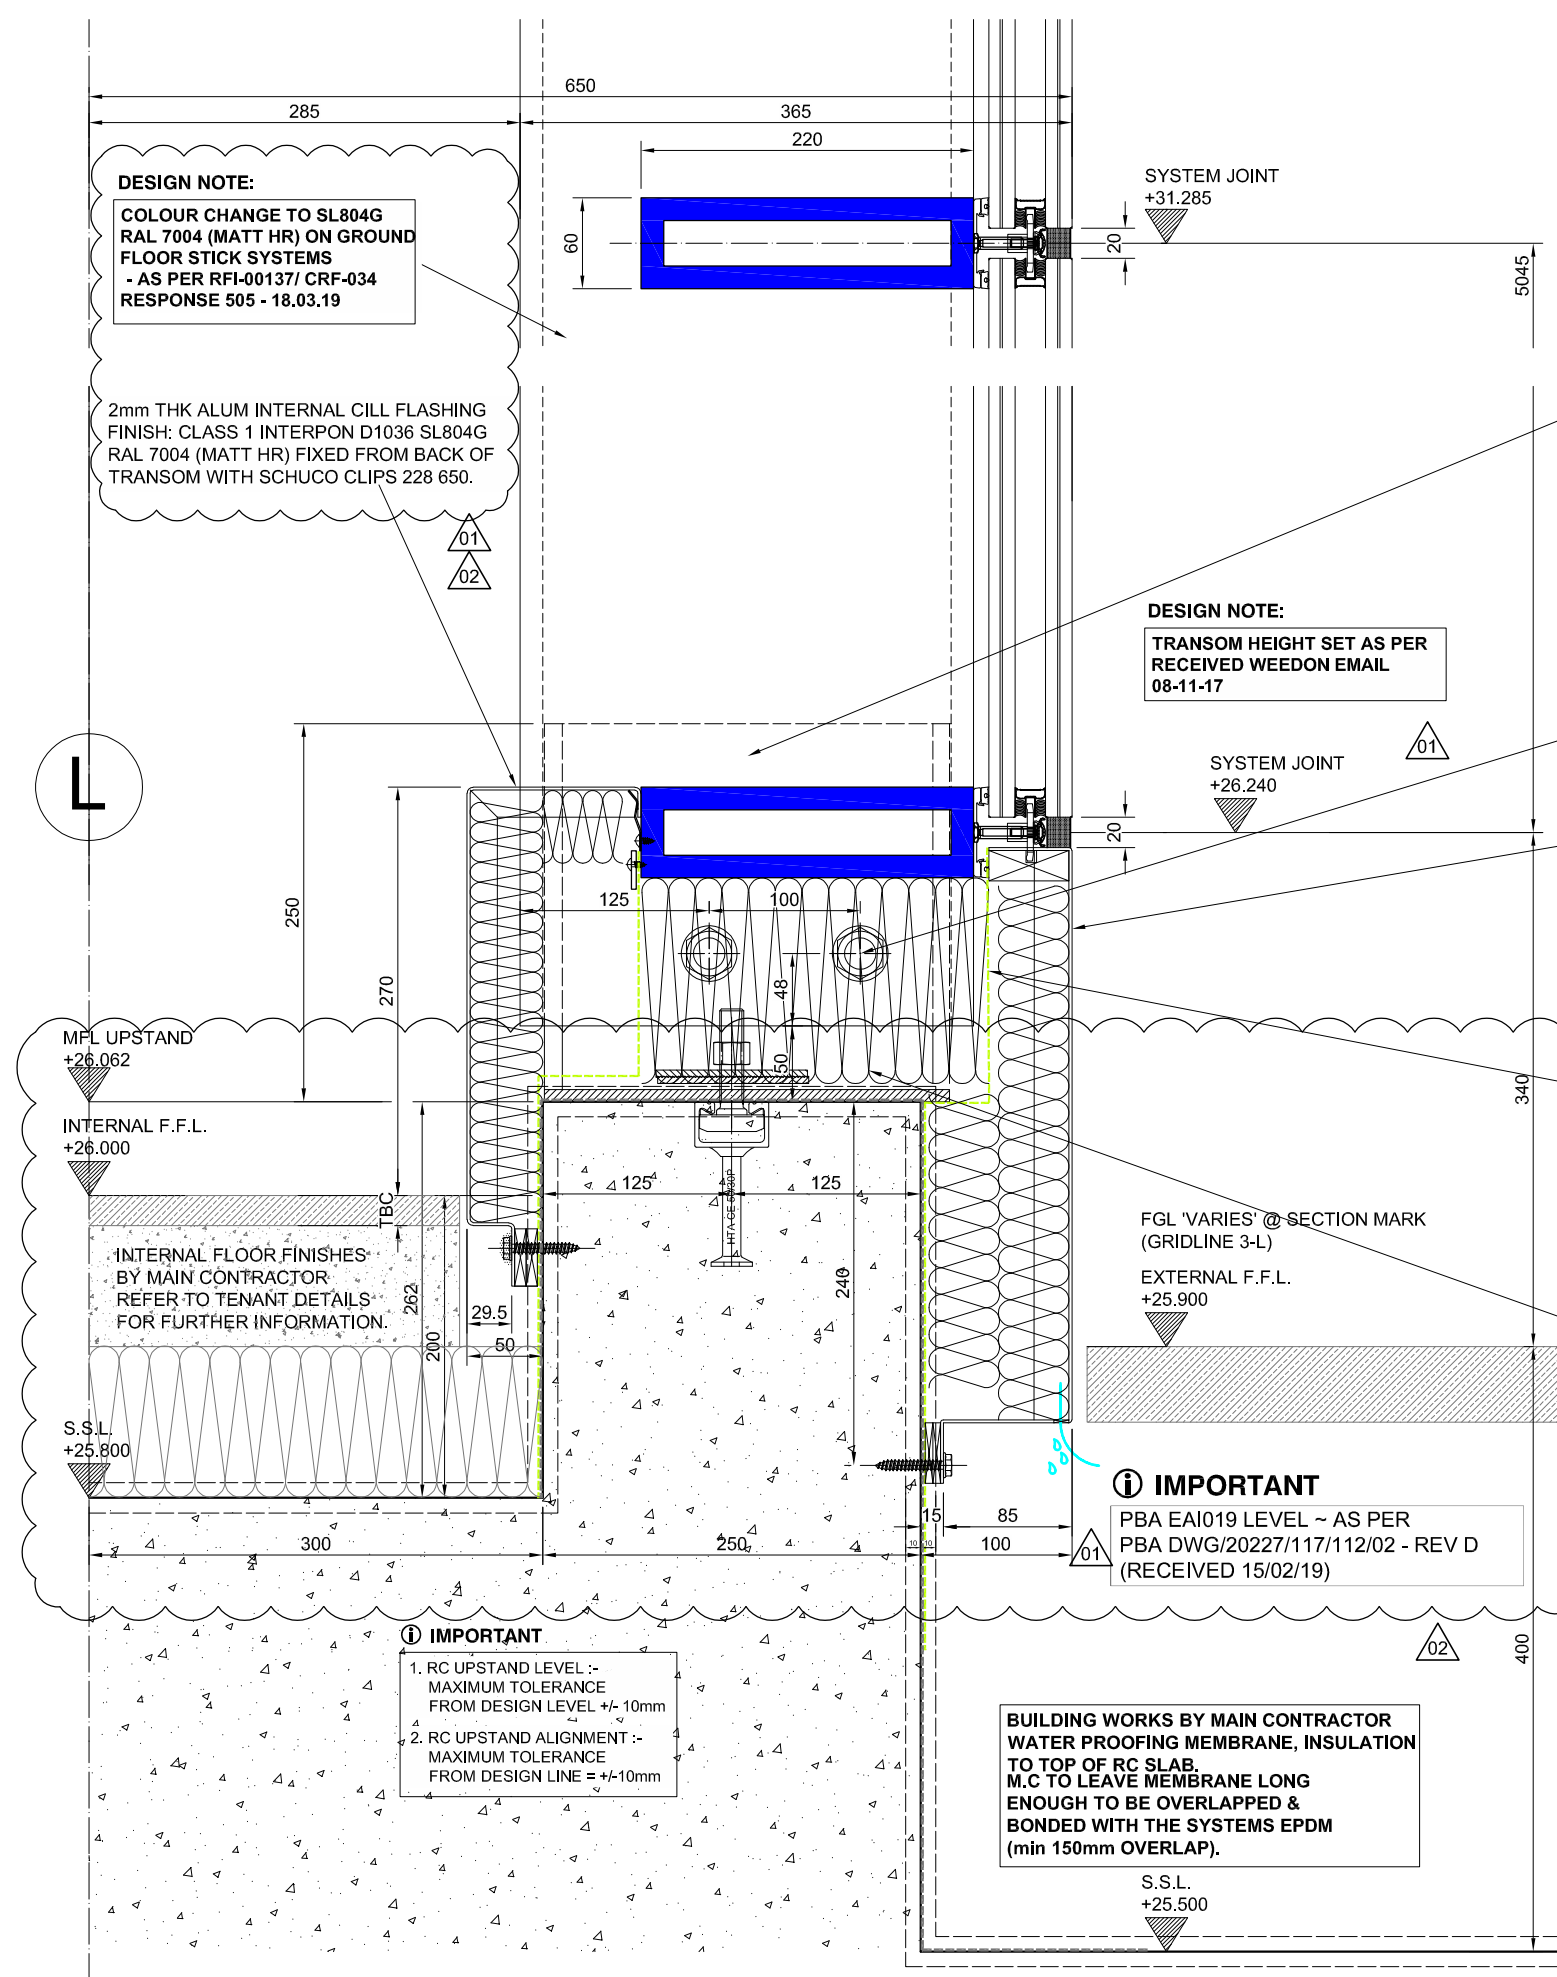 650
285
365
220
DESIGN NOTE:
COLOUR CHANGE TO SL804G
RAL 7004 (MATT HR) ON GROUND
FLOOR STICK SYSTEMS
- AS PER RFI-00137/ CRF-034
RESPONSE 505 - 18.03.19
60
20
SYSTEM JOINT
+31.285
5045
2mm THK ALUM INTERNAL CILL FLASHING
FINISH: CLASS 1 INTERPON D1036 SL804G
RAL 7004 (MATT HR) FIXED FROM BACK OF
TRANSOM WITH SCHUCO CLIPS 228 650.
01
02
DESIGN NOTE:
TRANSOM HEIGHT SET AS PER
RECEIVED WEEDON EMAIL
08-11-17
01
L
SYSTEM JOINT
+26.240
20
250
270
125
100
48
50
MFL UPSTAND
+26.062
INTERNAL F.F.L.
+26.000
340
TBC
125
125
HTA-CE 50/30P
INTERNAL FLOOR FINISHES
BY MAIN CONTRACTOR
REFER TO TENANT DETAILS
FOR FURTHER INFORMATION.
262
200
29.5
50
240
FGL 'VARIES' @ SECTION MARK
(GRIDLINE 3-L)
EXTERNAL F.F.L.
+25.900
S.S.L.
+25.800
300
250
10
10
15
85
100
IMPORTANT
PBA EAI019 LEVEL ~ AS PER
PBA DWG/20227/117/112/02 - REV D
(RECEIVED 15/02/19)
01
02
400
IMPORTANT
1. RC UPSTAND LEVEL :-
MAXIMUM TOLERANCE
FROM DESIGN LEVEL +/- 10mm
2. RC UPSTAND ALIGNMENT :-
MAXIMUM TOLERANCE
FROM DESIGN LINE = +/-10mm
BUILDING WORKS BY MAIN CONTRACTOR
WATER PROOFING MEMBRANE, INSULATION
TO TOP OF RC SLAB.
M.C TO LEAVE MEMBRANE LONG
ENOUGH TO BE OVERLAPPED &
BONDED WITH THE SYSTEMS EPDM
(min 150mm OVERLAP).
S.S.L.
+25.500